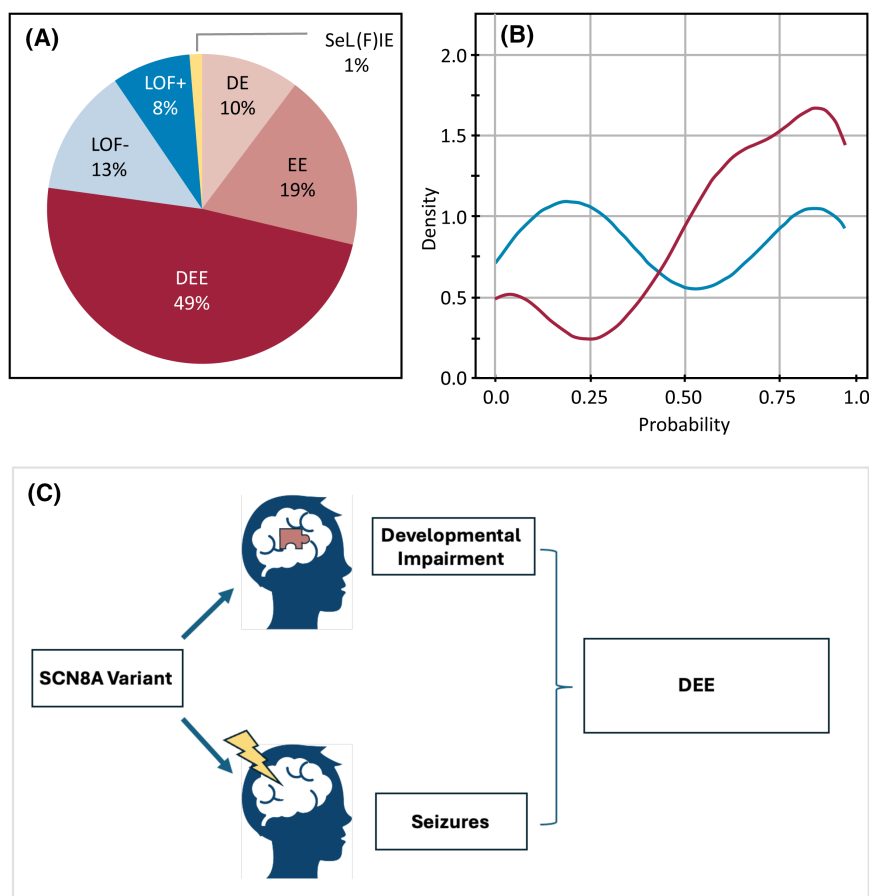 (A)
SeL(F)IE
1%
LOF+
8%
DE
10%
LOF-
13%
EE
19%
DEE
49%
(B)
2.0
1.5
1.0
0.5
0.0
Density
0.0 0.25 0.50 0.75 1.0
Probability
(C)
Developmental
Impairment
SCN8A Variant
DEE
Seizures